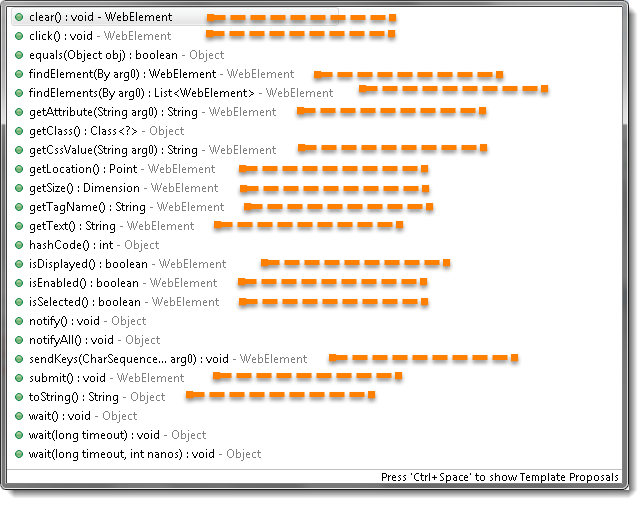 clear() : void - WebElement
click() : void - WebElement
equals(Object obj) : boolean - Object
findElement(By arg0) : WebElement - WebElement
findElements(By arg0) : List<WebElement> - WebElement
getAttribute(String arg0) : String - WebElement
getClass() : Class<?> - Object
getCssValue(String arg0) : String - WebElement
getLocation() : Point - WebElement
getSize() : Dimension - WebElement
getTagName() : String - WebElement
getText() : String - WebElement
hashCode() : int - Object
isDisplayed() : boolean - WebElement
isEnabled() : boolean - WebElement
isSelected() : boolean - WebElement
notify() : void - Object
notifyAll() : void - Object
sendKeys(CharSequence... arg0) : void - WebElement
submit() : void - WebElement
toString() : String - Object
wait() : void - Object
wait(long timeout) : void - Object
wait(long timeout, int nanos) : void - Object
Press 'Ctrl+Space' to show Template Proposals